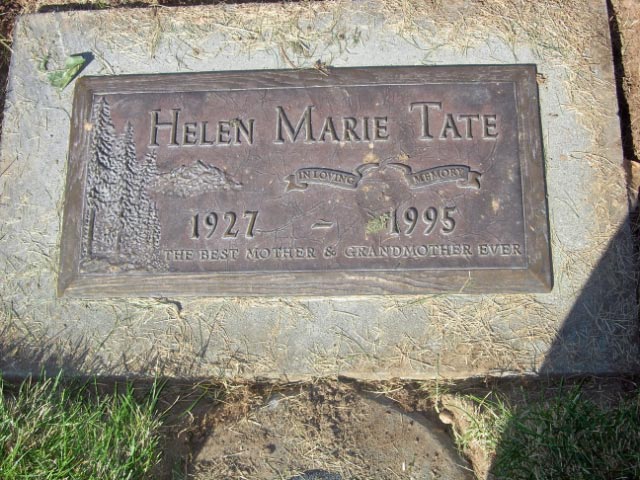 HELEN MARIE TATE
IN LOVING MEMORY
1927 - 1995
THE BEST MOTHER & GRANDMOTHER EVER